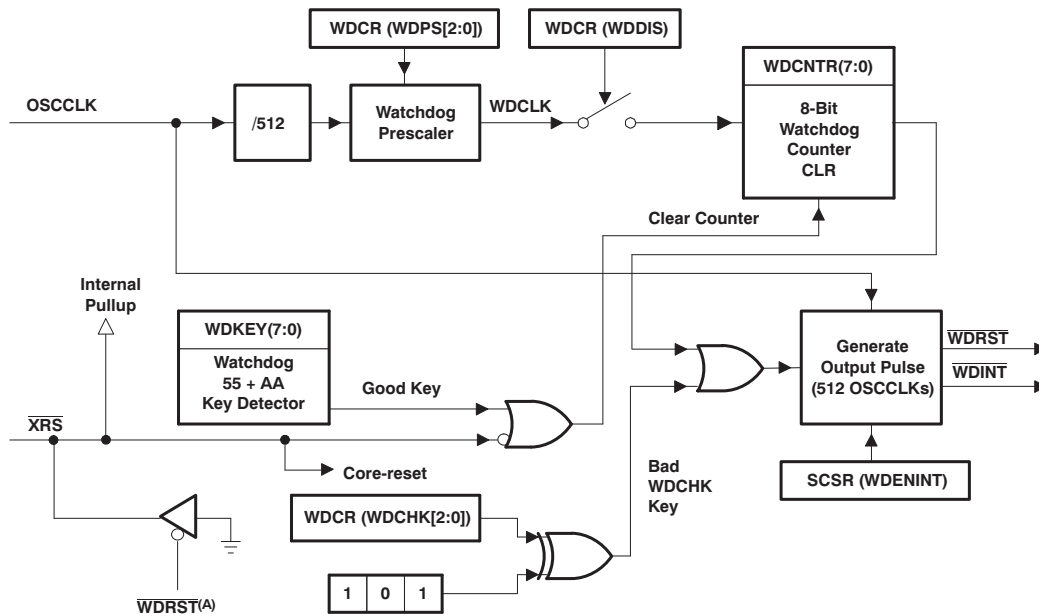 WDCR (WDPS[2:0])
WDCR (WDDIS)
WDCNTR(7:0)
OSCCLK
/512
Watchdog
Prescaler
WDCLK
8-Bit
Watchdog
Counter
CLR
Clear Counter
Internal
Pullup
WDKEY(7:0)
Watchdog
55 + AA
Key Detector
Good Key
Generate
Output Pulse
(512 OSCCLKs)
WDRST
WDINT
XRS
Core-reset
Bad
WDCHK
Key
SCSR (WDENINT)
WDCR (WDCHK[2:0])
1 0 1
WDRST(A)